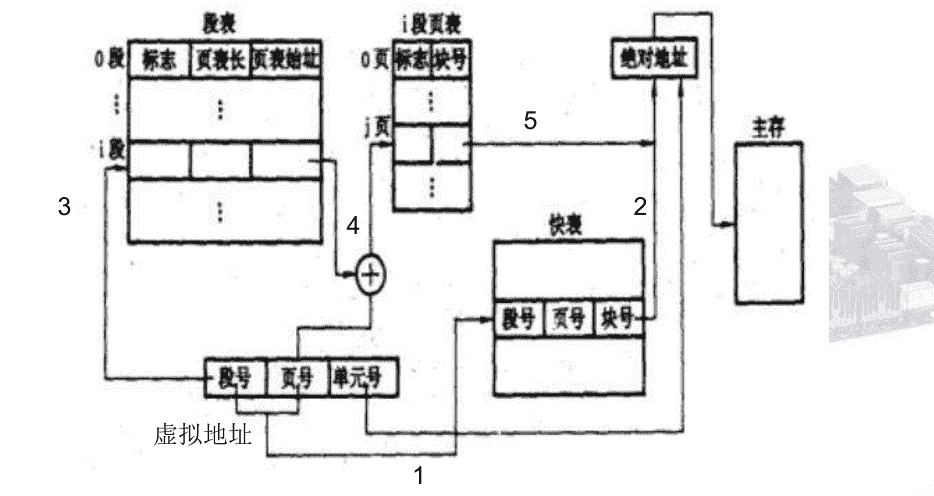 段表
0段 标志 页表长 页表始址
⋮ ⋮
i段
⋮
i段页表
0页 标志 块号
⋮
j页
⋮
绝对地址
主存
5
3
4
2
快表
段号 页号 块号
段号 页号 单元号
虚拟地址
1